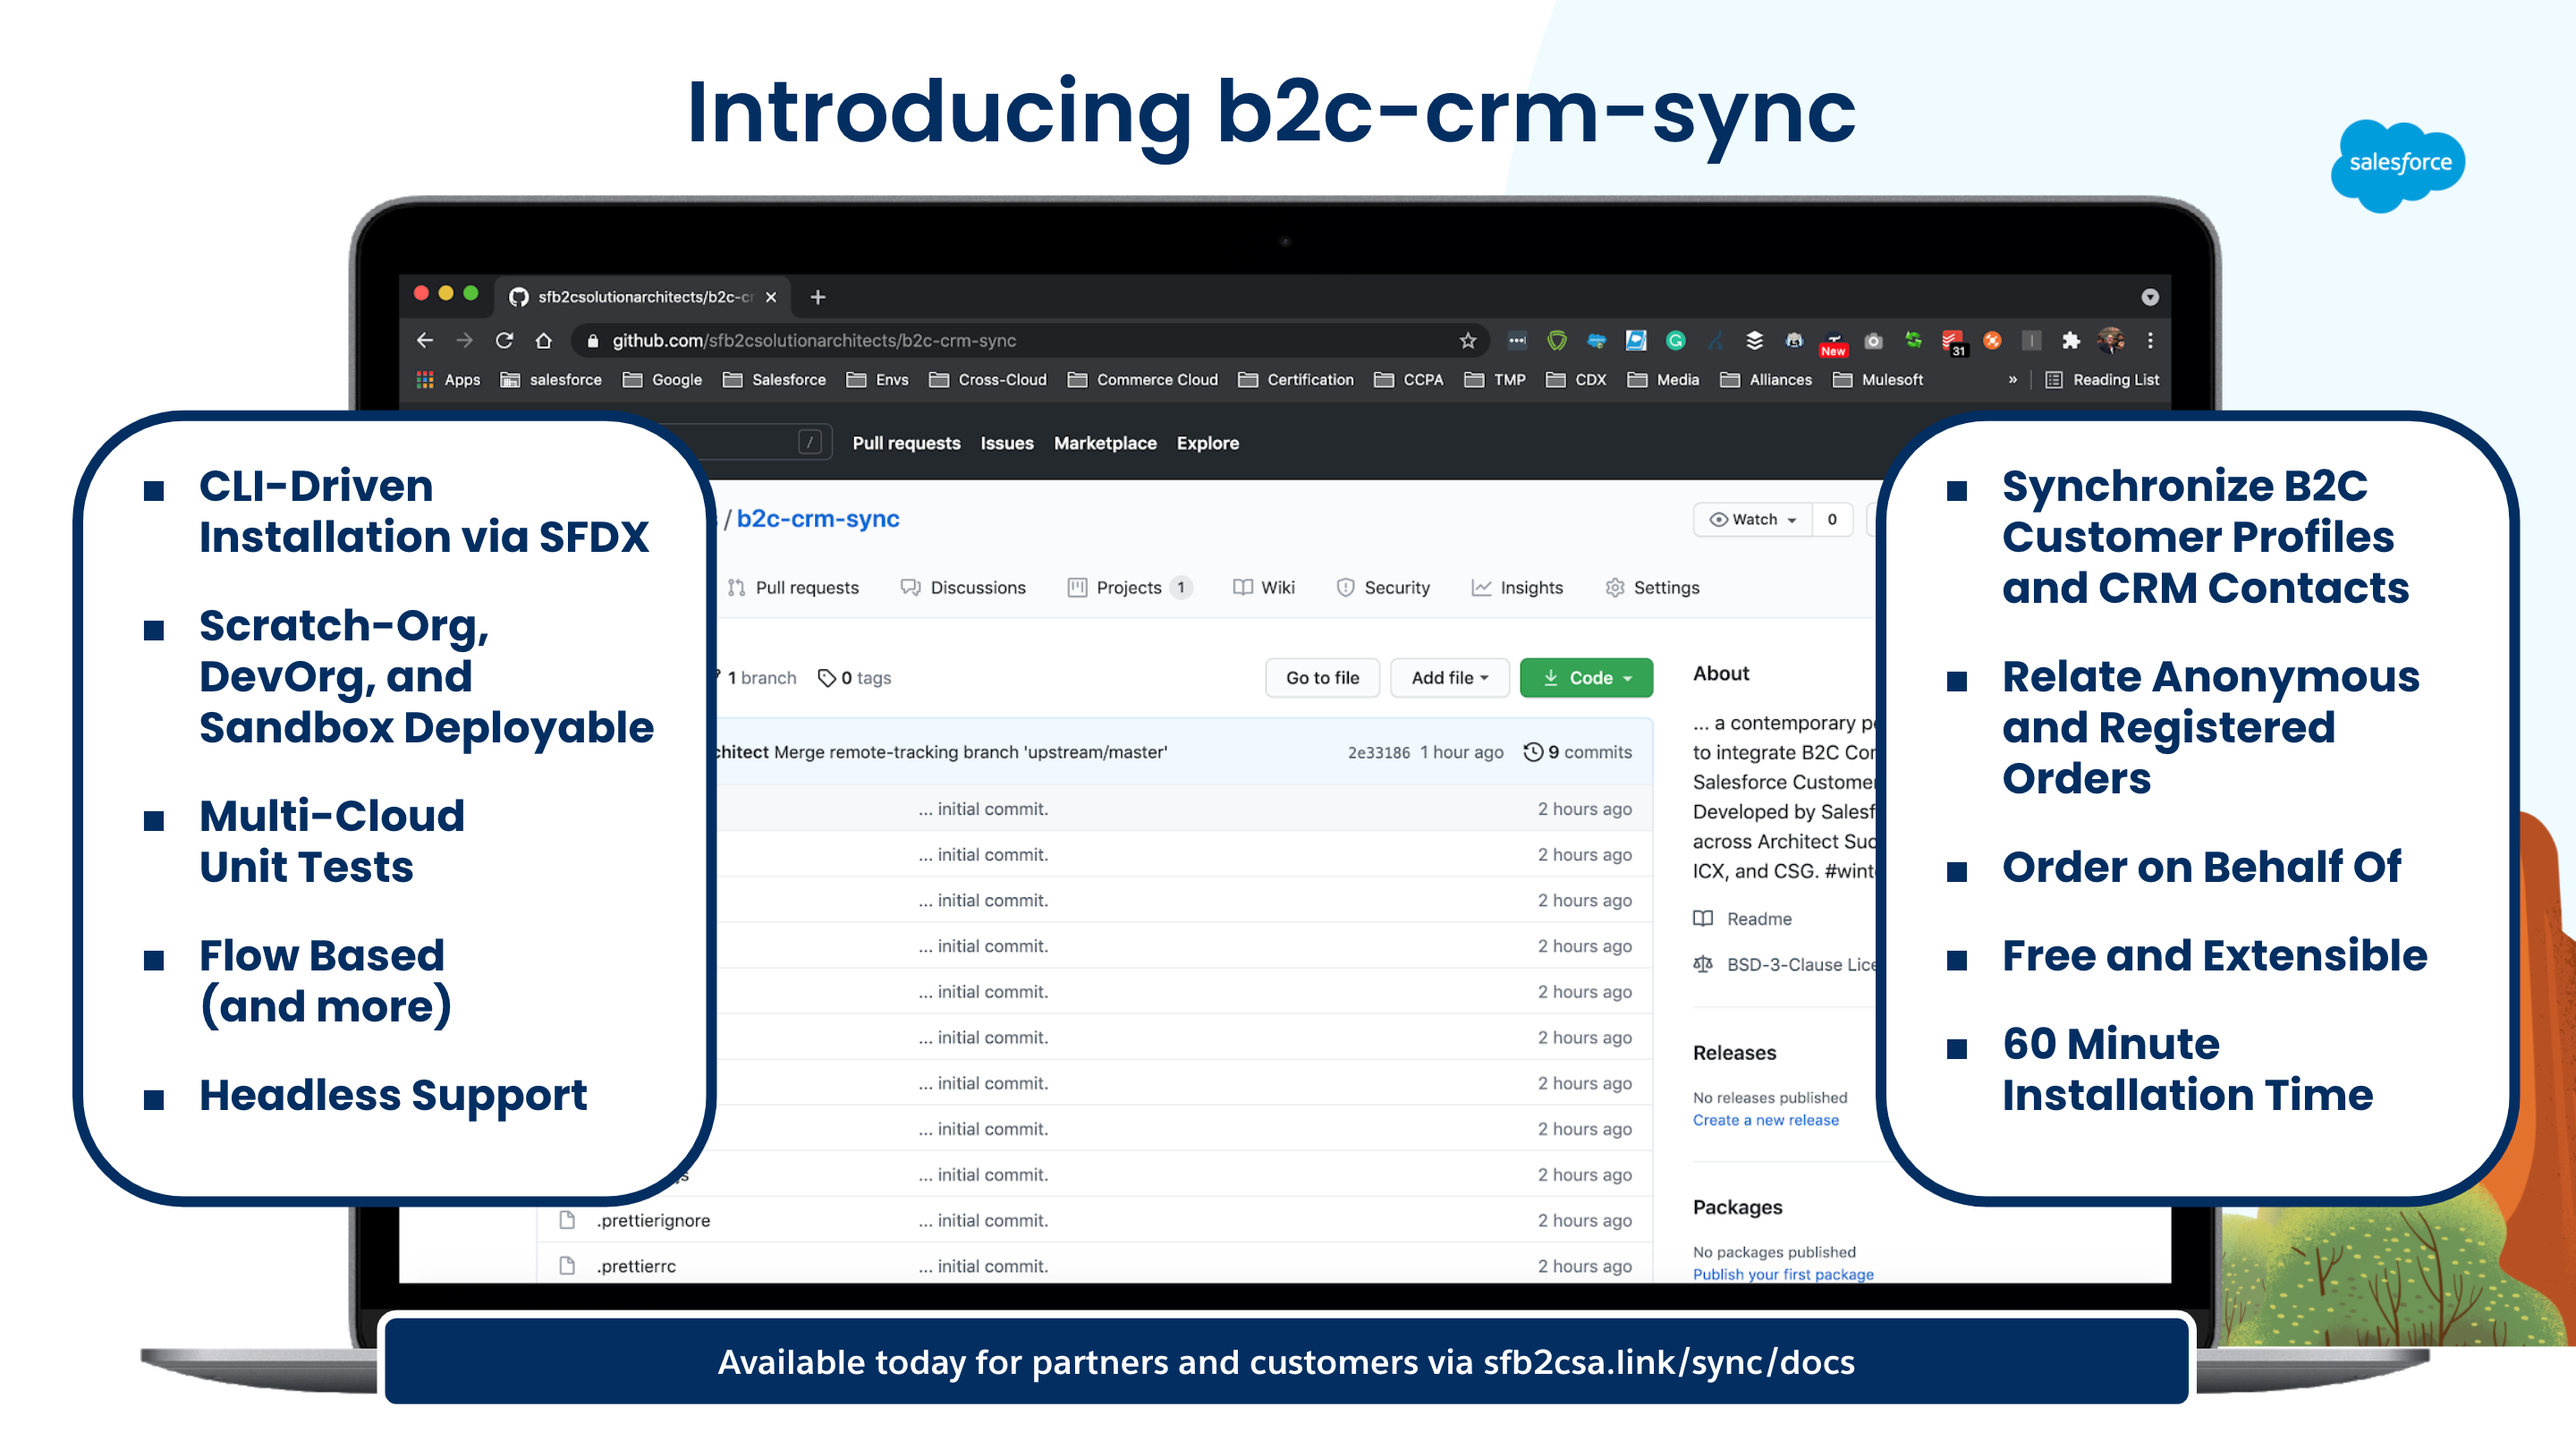 Introducing b2c-crm-sync
salesforce
sfb2csolutionarchitects/b2c-cr
github.com/sfb2csolutionarchitects/b2c-crm-sync
New
31
Apps salesforce Google Salesforce Envs Cross-Cloud Commerce Cloud Certification CCPA TMP CDX Media Alliances Mulesoft » Reading List
/ Pull requests Issues Marketplace Explore
■ CLI-Driven
Installation via SFDX
■ Scratch-Org,
DevOrg, and
Sandbox Deployable
■ Multi-Cloud
Unit Tests
■ Flow Based
(and more)
■ Headless Support
/ b2c-crm-sync
Watch 0
Pull requests Discussions Projects 1 Wiki Security Insights Settings
1 branch 0 tags
Go to file Add file Code
Merge remote-tracking branch 'upstream/master' 2e33186 1 hour ago 9 commits
... initial commit. 2 hours ago
... initial commit. 2 hours ago
... initial commit. 2 hours ago
... initial commit. 2 hours ago
... initial commit. 2 hours ago
... initial commit. 2 hours ago
... initial commit. 2 hours ago
... initial commit. 2 hours ago
... initial commit. 2 hours ago
.prettierignore ... initial commit. 2 hours ago
.prettierrc ... initial commit. 2 hours ago
About
... a contemporary
to integrate B2C
Salesforce
Developed by
across Architect
ICX, and CSG.
Readme
BSD-3-Clause
Releases
No releases published
Create a new release
Packages
No packages published
Publish your first package
■ Synchronize B2C
Customer Profiles
and CRM Contacts
■ Relate Anonymous
and Registered
Orders
■ Order on Behalf Of
■ Free and Extensible
■ 60 Minute
Installation Time
Available today for partners and customers via sfb2csa.link/sync/docs